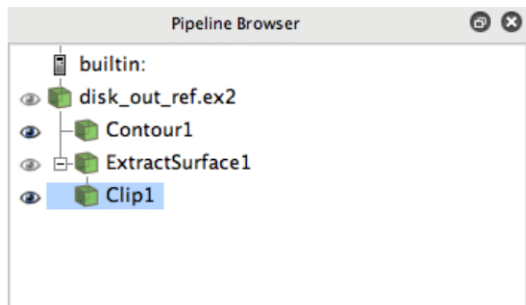 Pipeline Browser
builtin:
disk_out_ref.ex2
Contour1
ExtractSurface1
Clip1